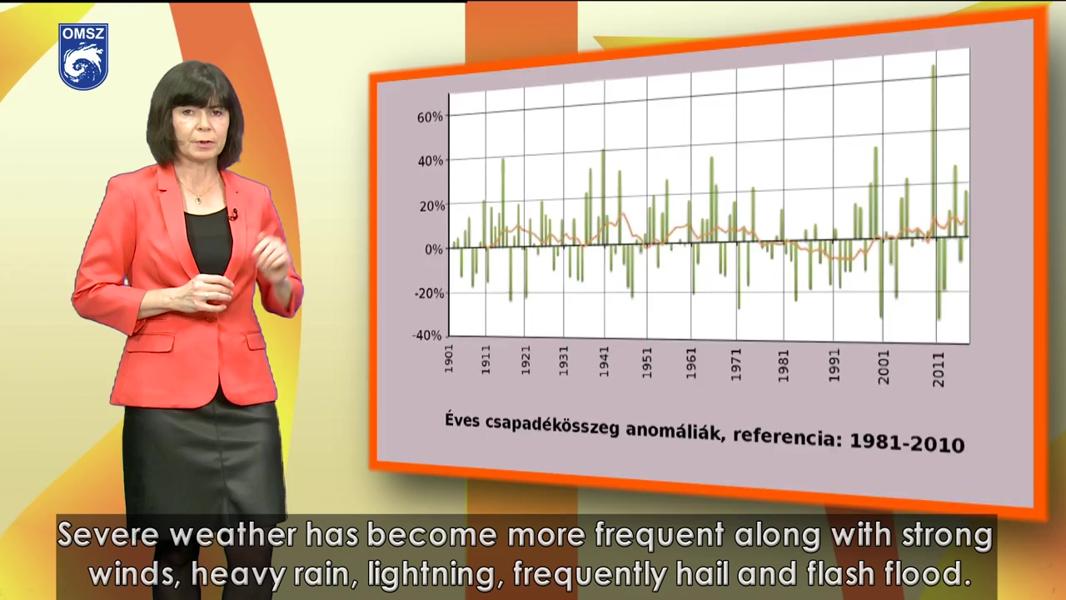 OMSZ
60%
40%
20%
0%
-20%
-40%
1901 1911 1921 1931 1941 1951 1961 1971 1981 1991 2001 2011
Éves csapadékösszeg anomáliák, referencia: 1981-2010
Severe weather has become more frequent along with strong
winds, heavy rain, lightning, frequently hail and flash flood.